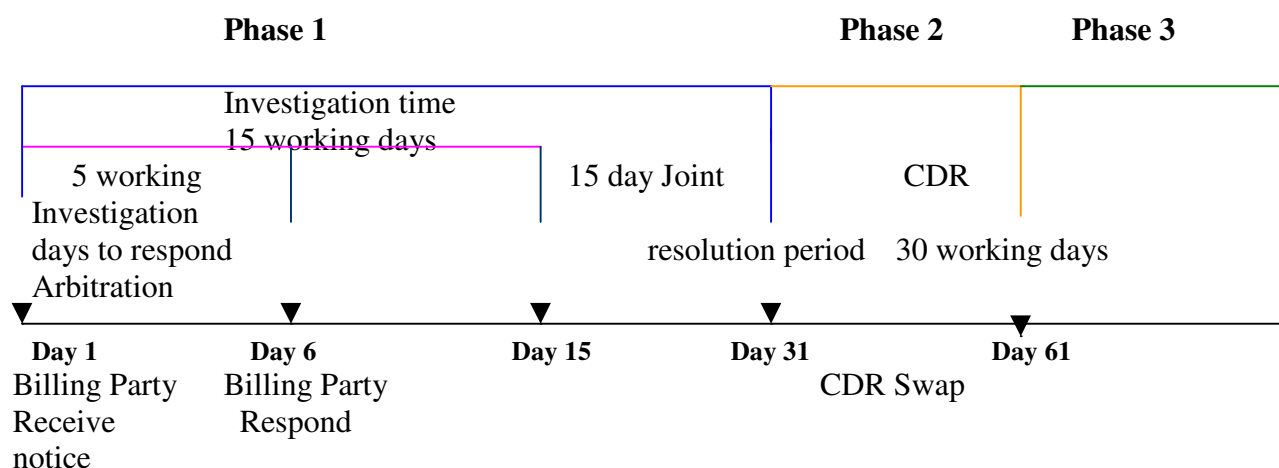 Phase 1 Phase 2 Phase 3
Investigation time
15 working days
5 working 15 day Joint CDR
Investigation
days to respond resolution period 30 working days
Arbitration
Day 1 Day 6 Day 15 Day 31 Day 61
Billing Party Billing Party CDR Swap
Receive Respond
notice